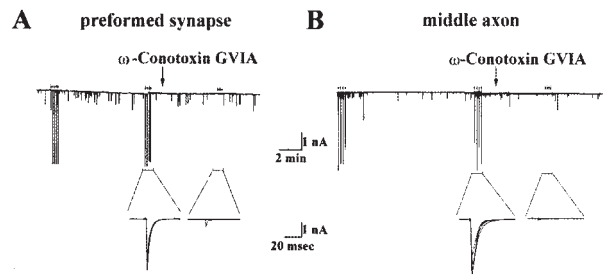 A preformed synapse
ω-Conotoxin GVIA
1 nA
2 min
1 nA
20 msec
B middle axon
ω-Conotoxin GVIA